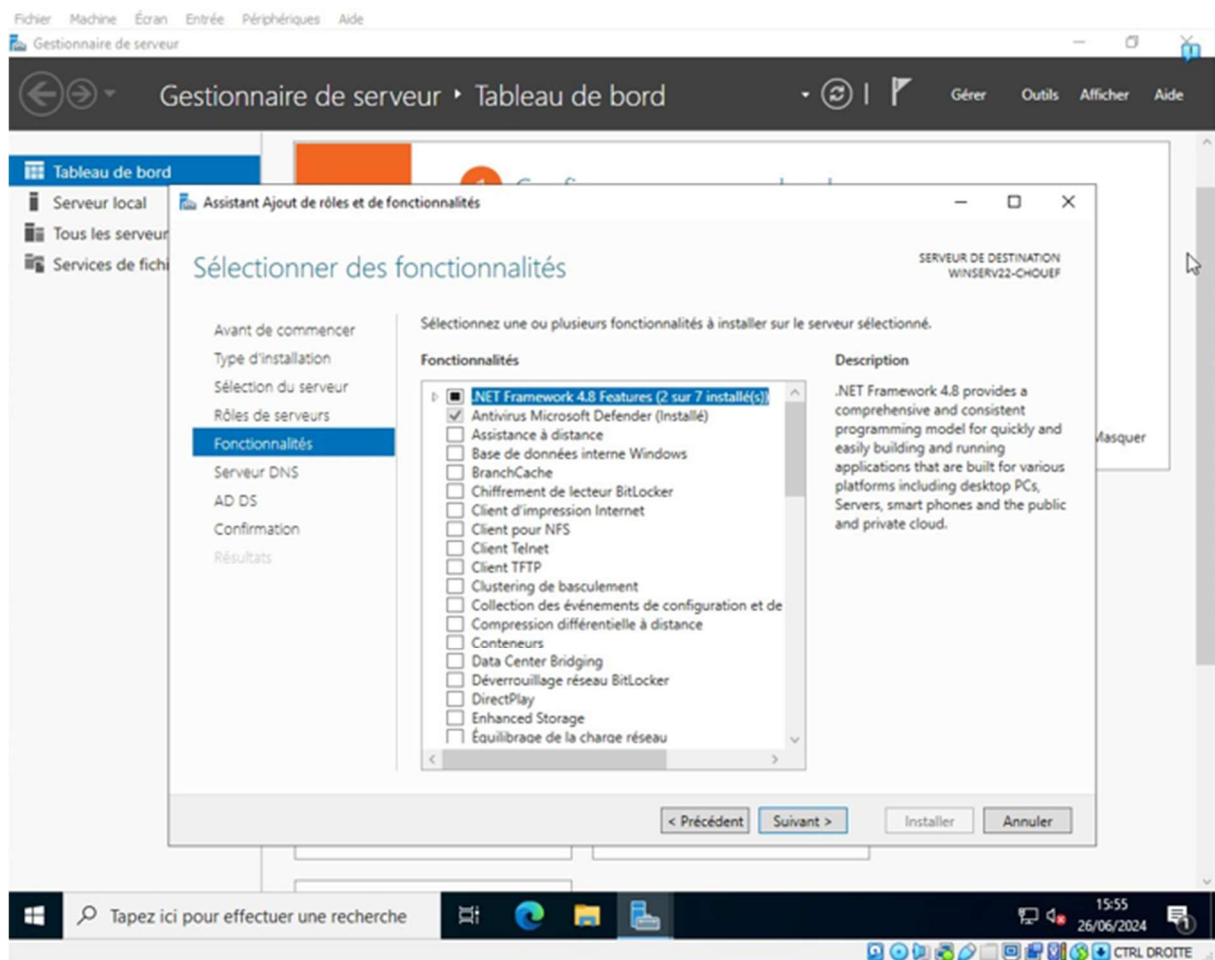 Fichier Machine Écran Entrée Périphériques Aide
Gestionnaire de serveur
Gestionnaire de serveur Tableau de bord
Gérer Outils Afficher Aide
Tableau de bord
Serveur local
Tous les serveur
Services de fichi
Assistant Ajout de rôles et de fonctionnalités
Sélectionner des fonctionnalités
SERVEUR DE DESTINATION
WINSERV22-CHOUEF
Avant de commencer
Type d'installation
Sélection du serveur
Rôles de serveurs
Fonctionnalités
Serveur DNS
AD DS
Confirmation
Résultats
Sélectionnez une ou plusieurs fonctionnalités à installer sur le serveur sélectionné.
Fonctionnalités
.NET Framework 4.8 Features (2 sur 7 installé(s))
Antivirus Microsoft Defender (Installé)
Assistance à distance
Base de données interne Windows
BranchCache
Chiffrement de lecteur BitLocker
Client d'impression Internet
Client pour NFS
Client Telnet
Client TFTP
Clustering de basculement
Collection des événements de configuration et de
Compression différentielle à distance
Conteneurs
Data Center Bridging
Déverrouillage réseau BitLocker
DirectPlay
Enhanced Storage
Équilibrage de la charge réseau
Description
.NET Framework 4.8 provides a
comprehensive and consistent
programming model for quickly and
easily building and running
applications that are built for various
platforms including desktop PCs,
Servers, smart phones and the public
and private cloud.
Masquer
< Précédent
Suivant >
Installer
Annuler
Tapez ici pour effectuer une recherche
15:55
26/06/2024
1
CTRL DROITE